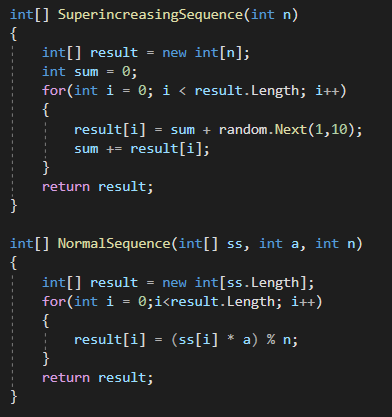 int[] SuperincreasingSequence(int n)
{
    int[] result = new int[n];
    int sum = 0;
    for(int i = 0; i < result.Length; i++)
    {
        result[i] = sum + random.Next(1,10);
        sum += result[i];
    }
    return result;
}

int[] NormalSequence(int[] ss, int a, int n)
{
    int[] result = new int[ss.Length];
    for(int i = 0;i<result.Length; i++)
    {
        result[i] = (ss[i] * a) % n;
    }
    return result;
}